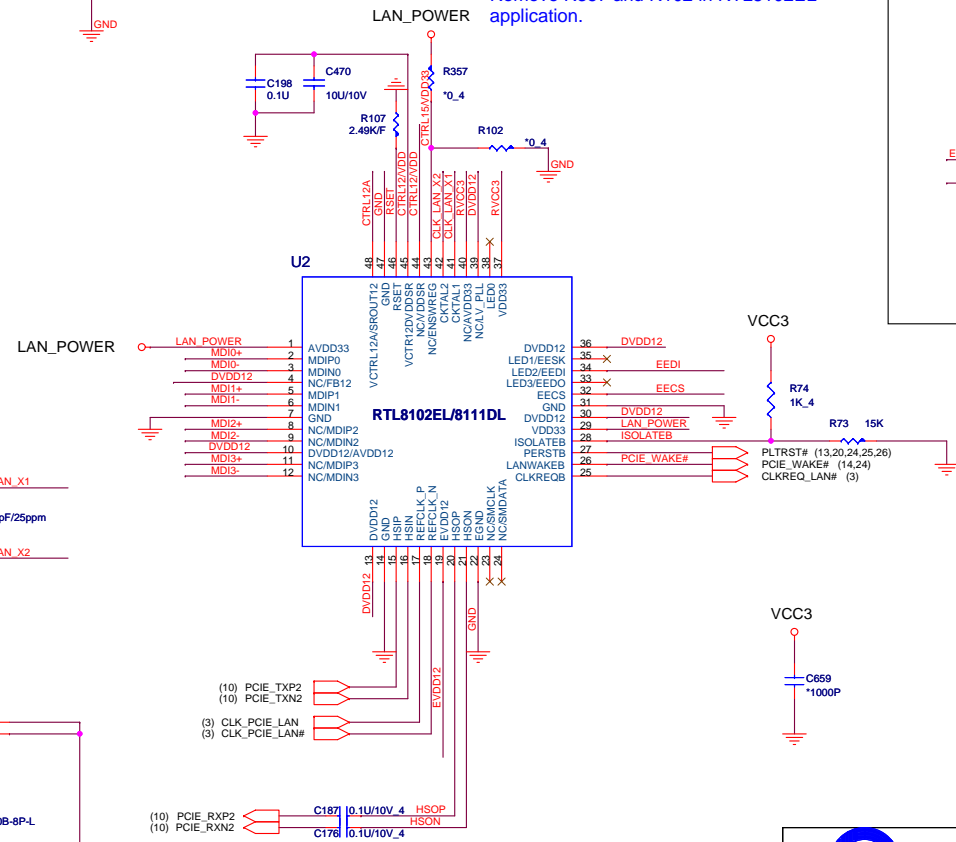 GND
LAN_POWER
application.
C198
0.1U
C470
10U/10V
R107
2.49K/F
CTRL15/VDD33
R357
*0_4
R102
*0_4
GND
CTRL12A
GND
RSET
CTRL12/VDD
CTRL12/VDD
CLK_LAN_X2
CLK_LAN_X1
RVCC3
DVDD12
RVCC3
U2
48
47
46
45
44
43
42
41
40
39
38
37
VCTRL12A/SROUT12
GND
RSET
VCTR12DVDDSR
NC/VDDSR
NC/ENSWREG
CKTAL2
CKTAL1
NC/AVDD33
NC/LV_PLL
LED0
VDD33
LAN_POWER
LAN_POWER 1 AVDD33
MDI0+ 2 MDIP0
MDI0- 3 MDIN0
DVDD12 4 NC/FB12
MDI1+ 5 MDIP1
MDI1- 6 MDIN1
7 GND
MDI2+ 8 NC/MDIP2
MDI2- 9 NC/MDIN2
DVDD12 10 DVDD12/AVDD12
MDI3+ 11 NC/MDIP3
MDI3- 12 NC/MDIN3
RTL8102EL/8111DL
DVDD12 36 DVDD12
LED1/EESK 35
LED2/EEDI 34 EEDI
LED3/EEDO 33
EECS 32 EECS
GND 31
DVDD12 30 DVDD12
VDD33 29 LAN_POWER
ISOLATEB 28 ISOLATEB
PERSTB 27
LANWAKEB 26 PCIE_WAKE#
CLKREQB 25
PLTRST# (13,20,24,25,26)
PCIE_WAKE# (14,24)
CLKREQ_LAN# (3)
VCC3
R74
1K_4
R73 15K
DVDD12
GND
HSIP
HSIN
REFCLK_P
REFCLK_N
EVDD12
HSOP
HSON
EGND
NC/SMCLK
NC/SMDATA
13
14
15
16
17
18
19
20
21
22
23
24
DVDD12
EVDD12
GND
AN_X1
pF/25ppm
AN_X2
VCC3
C659
*1000P
(10) PCIE_TXP2
(10) PCIE_TXN2
(3) CLK_PCIE_LAN
(3) CLK_PCIE_LAN#
(10) PCIE_RXP2
(10) PCIE_RXN2
C187 0.1U/10V_4 HSOP
C176 0.1U/10V_4 HSON
0B-8P-L